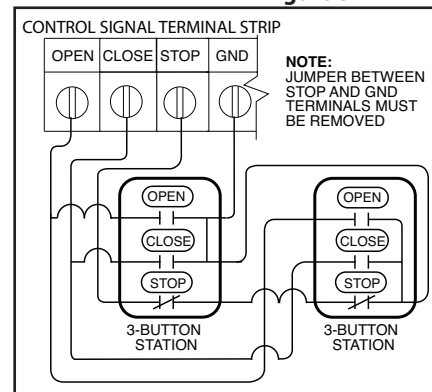 CONTROL SIGNAL TERMINAL STRIP
OPEN CLOSE STOP GND
NOTE:
JUMPER BETWEEN
STOP AND GND
TERMINALS MUST
BE REMOVED
OPEN
CLOSE
STOP
3-BUTTON
STATION
OPEN
CLOSE
STOP
3-BUTTON
STATION